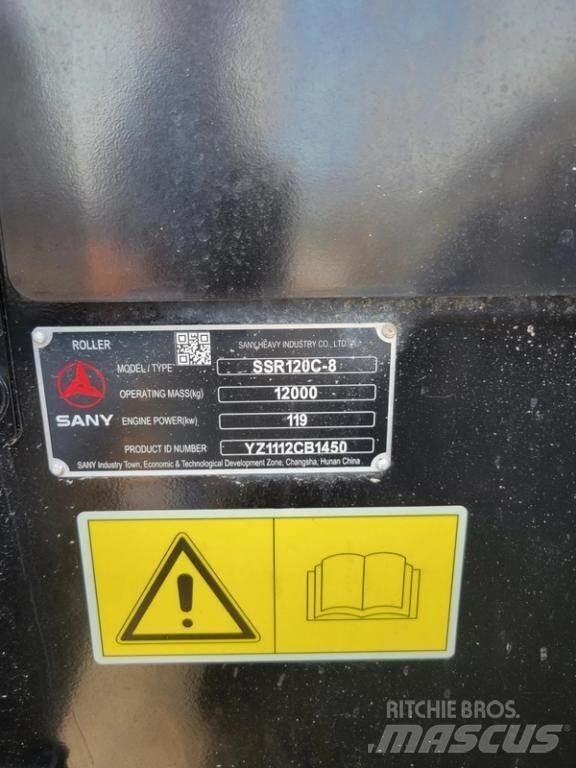 ROLLER
SANY HEAVY INDUSTRY CO., LTD
MODEL / TYPE SSR120C-8
OPERATING MASS(kg) 12000
SANY
ENGINE POWER(kw) 119
PRODUCT ID NUMBER YZ1112CB1450
SANY Industry Town, Economic & Technological Development Zone, Changsha, Hunan China
RITCHIE BROS.
MASCUS